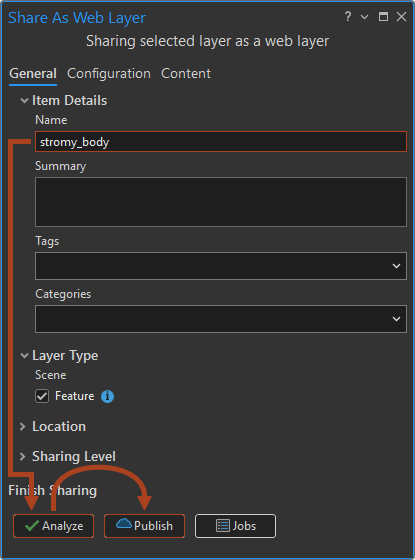 Share As Web Layer
?
Sharing selected layer as a web layer
General Configuration Content
Item Details
Name
stromy_body
Summary
Tags
Categories
Layer Type
Scene
Feature i
Location
Sharing Level
Finish Sharing
Analyze Publish Jobs